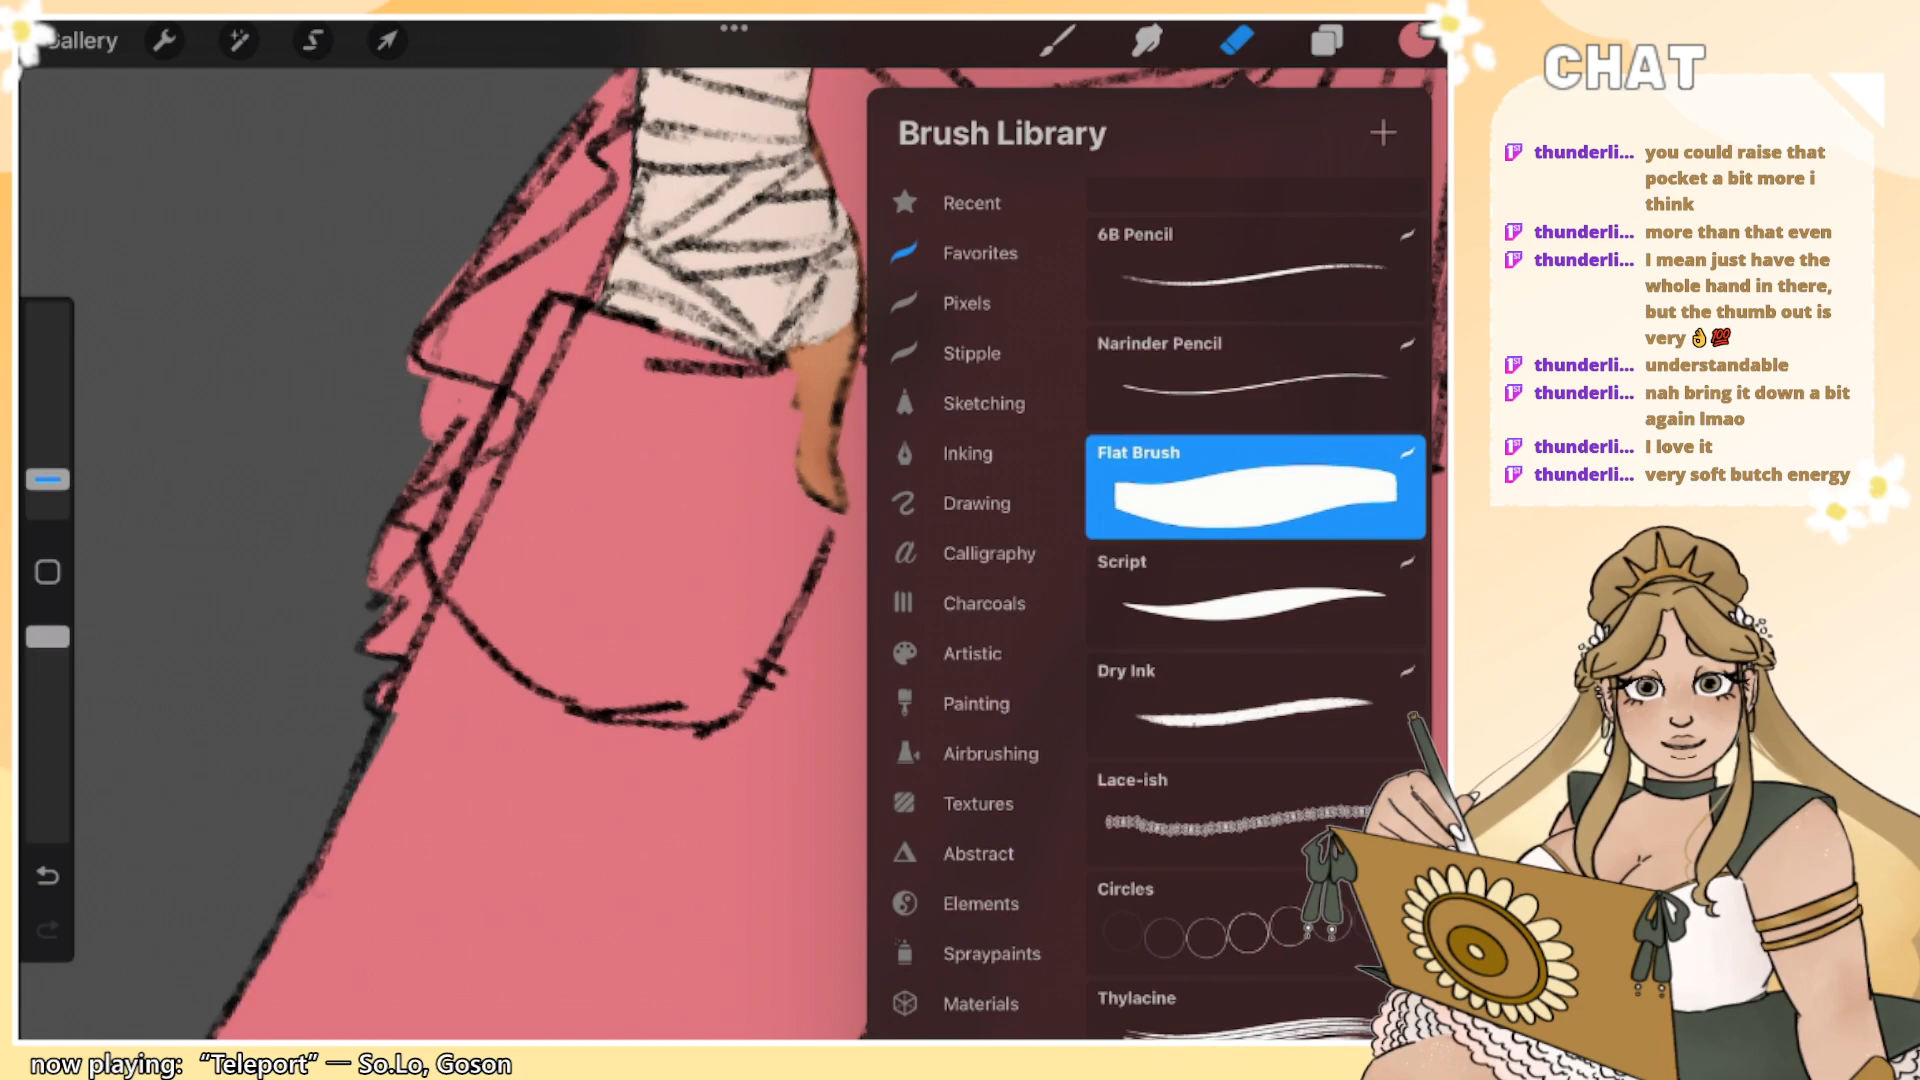 Gallery
Brush Library
+
Recent
Favorites
Pixels
Stipple
Sketching
Inking
Drawing
Calligraphy
Charcoals
Artistic
Painting
Airbrushing
Textures
Abstract
Elements
Spraypaints
Materials
6B Pencil
Narinder Pencil
Flat Brush
Script
Dry Ink
Lace-ish
Circles
Thylacine
CHAT
thunderli... you could raise that
pocket a bit more i
think
thunderli... more than that even
thunderli... I mean just have the
whole hand in there,
but the thumb out is
very 👌💯
thunderli... understandable
thunderli... nah bring it down a bit
again lmao
thunderli... I love it
thunderli... very soft butch energy
now playing: “Teleport” — So.Lo, Goson